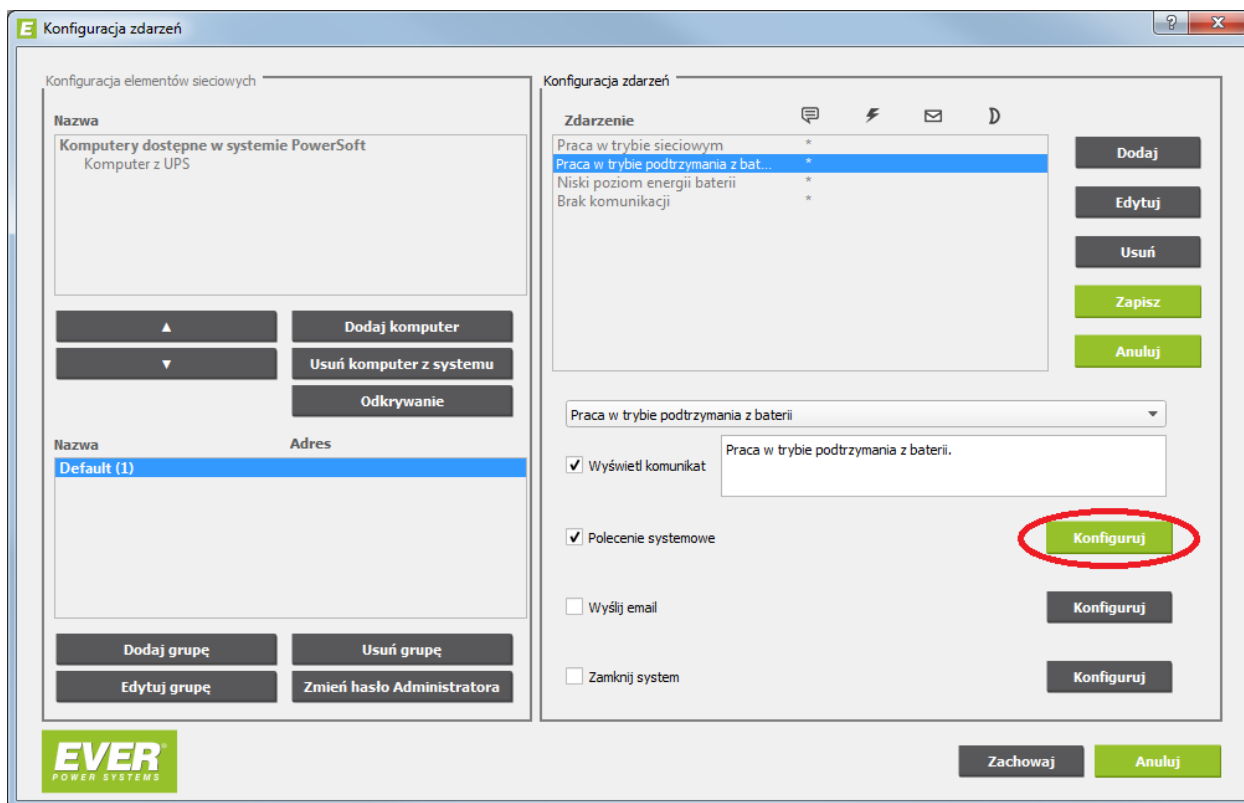 Konfiguracja zdarzeń
Konfiguracja elementów sieciowych
Nazwa
Komputery dostępne w systemie PowerSoft
Komputer z UPS
▲
Dodaj komputer
▼
Usuń komputer z systemu
Odkrywanie
Nazwa Adres
Default (1)
Dodaj grupę
Usuń grupę
Edytuj grupę
Zmień hasło Administratora
Konfiguracja zdarzeń
Zdarzenie
Praca w trybie sieciowym *
Praca w trybie podtrzymania z bat... *
Niski poziom energii baterii *
Brak komunikacji *
Dodaj
Edytuj
Usuń
Zapisz
Anuluj
Praca w trybie podtrzymania z baterii
Wyświetl komunikat
Praca w trybie podtrzymania z baterii.
Polecenie systemowe
Konfiguruj
Wyślij email
Konfiguruj
Zamknij system
Konfiguruj
EVER
POWER SYSTEMS
Zachowaj
Anuluj